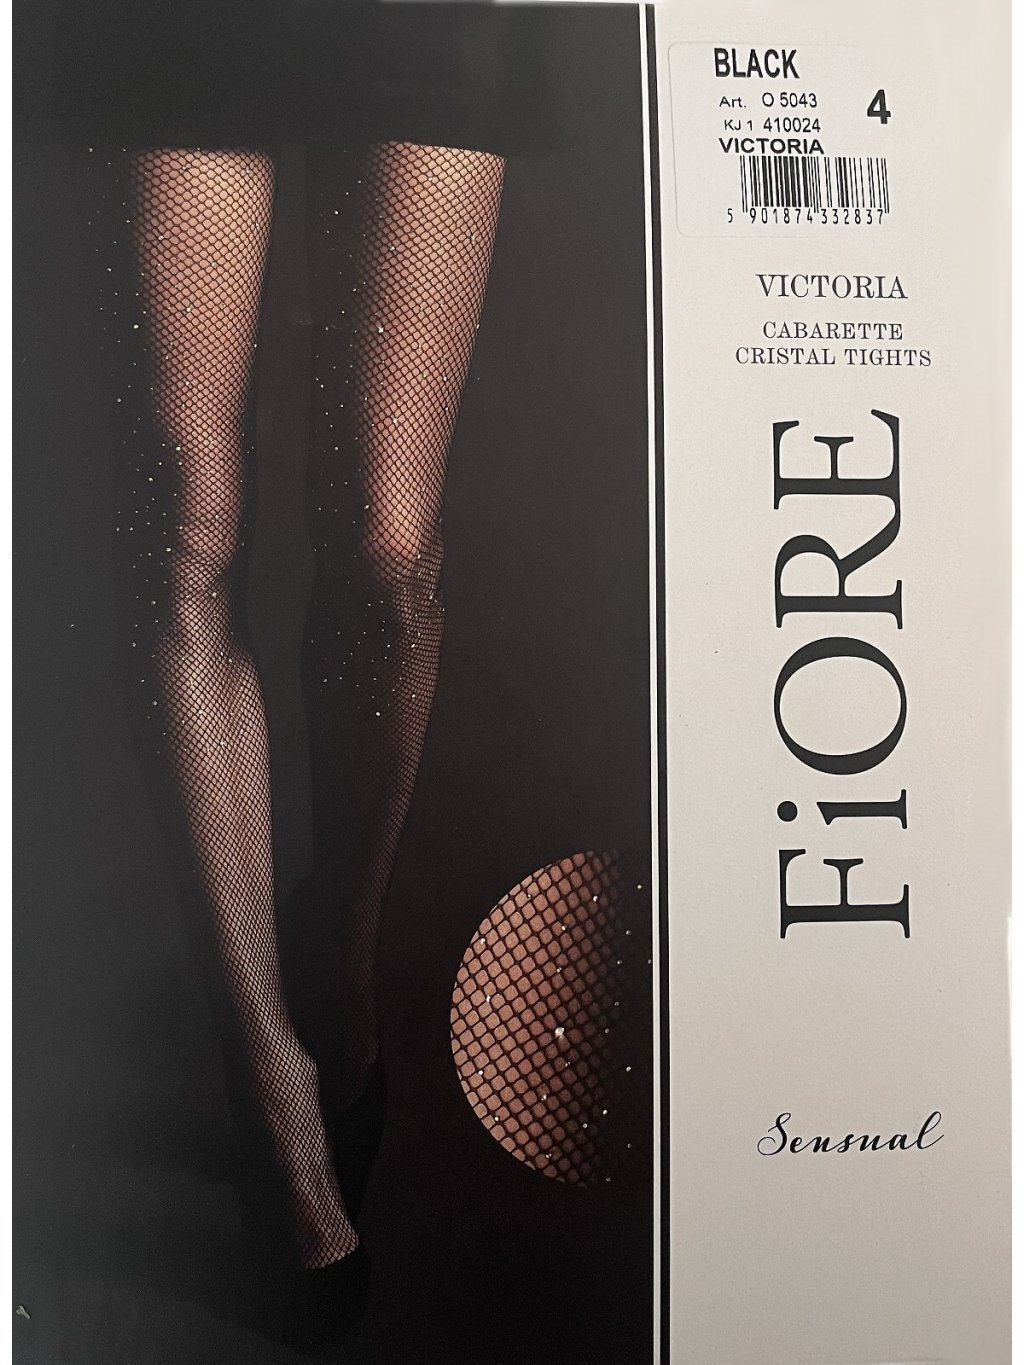 BLACK
Art. O 5043
4
KJ 1 410024
VICTORIA
5 901874 332837
VICTORIA
CABARETTE
CRISTAL TIGHTS
FiORE
Sensual